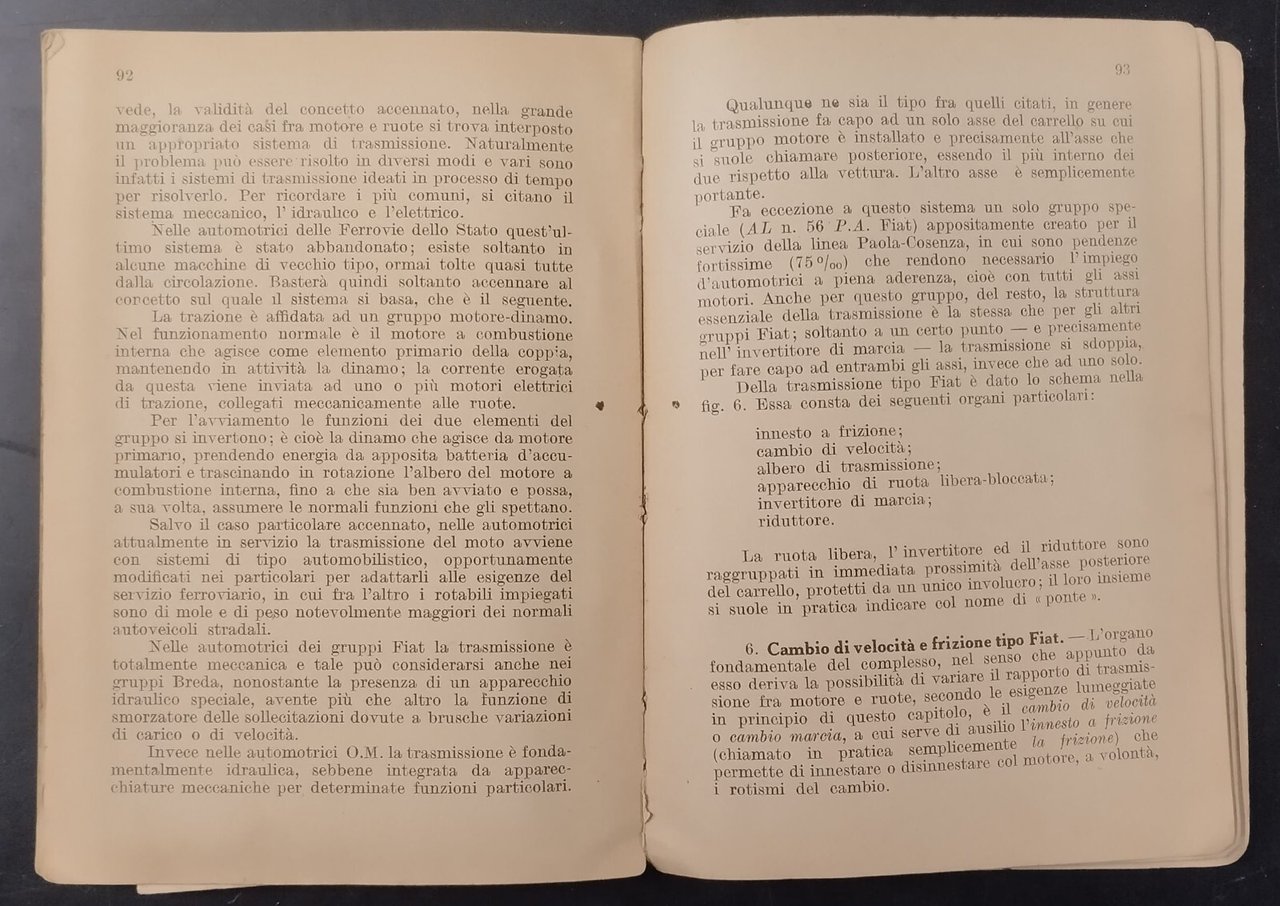 92
vede, la validità del concetto accennato, nella grande
maggioranza dei casi fra motore e ruote si trova interposto
un appropriato sistema di trasmissione. Naturalmente
il problema può essere risolto in diversi modi e vari sono
infatti i sistemi di trasmissione ideati in processo di tempo
per risolverlo. Per ricordare i più comuni, si citano il
sistema meccanico, l'idraulico e l'elettrico.
Nelle automotrici delle Ferrovie dello Stato quest'ul-
timo sistema è stato abbandonato; esiste soltanto in
alcune macchine di vecchio tipo, ormai tolte quasi tutte
dalla circolazione. Basterà quindi soltanto accennare al
concetto sul quale il sistema si basa, che è il seguente.
La trazione è affidata ad un gruppo motore-dinamo.
Nel funzionamento normale è il motore a combustione
interna che agisce come elemento primario della coppia,
mantenendo in attività la dinamo; la corrente erogata
da questa viene inviata ad uno o più motori elettrici
di trazione, collegati meccanicamente alle ruote.
Per l'avviamento le funzioni dei due elementi del
gruppo si invertono; è cioè la dinamo che agisce da motore
primario, prendendo energia da apposita batteria d'accu-
mulatori e trascinando in rotazione l'albero del motore a
combustione interna, fino a che sia ben avviato e possa,
a sua volta, assumere le normali funzioni che gli spettano.
Salvo il caso particolare accennato, nelle automotrici
attualmente in servizio la trasmissione del moto avviene
con sistemi di tipo automobilistico, opportunamente
modificati nei particolari per adattarli alle esigenze del
servizio ferroviario, in cui fra l'altro i rotabili impiegati
sono di mole e di peso notevolmente maggiori dei normali
autoveicoli stradali.
Nelle automotrici dei gruppi Fiat la trasmissione è
totalmente meccanica e tale può considerarsi anche nei
gruppi Breda, nonostante la presenza di un apparecchio
idraulico speciale, avente più che altro la funzione di
smorzatore delle sollecitazioni dovute a brusche variazioni
di carico o di velocità.
Invece nelle automotrici O.M. la trasmissione è fonda-
mentalmente idraulica, sebbene integrata da apparec-
chiature meccaniche per determinate funzioni particolari.
93
Qualunque ne sia il tipo fra quelli citati, in genere
la trasmissione fa capo ad un solo asse del carrello su cui
il gruppo motore è installato e precisamente all'asse che
si suole chiamare posteriore, essendo il più interno dei
due rispetto alla vettura. L'altro asse è semplicemente
portante.
Fa eccezione a questo sistema un solo gruppo spe-
ciale (AL n. 56 P.A. Fiat) appositamente creato per il
servizio della linea Paola-Cosenza, in cui sono pendenze
fortissime (75 º/₀₀) che rendono necessario l'impiego
d'automotrici a piena aderenza, cioè con tutti gli assi
motori. Anche per questo gruppo, del resto, la struttura
essenziale della trasmissione è la stessa che per gli altri
gruppi Fiat; soltanto a un certo punto — e precisamente
nell'invertitore di marcia — la trasmissione si sdoppia,
per fare capo ad entrambi gli assi, invece che ad uno solo.
Della trasmissione tipo Fiat è dato lo schema nella
fig. 6. Essa consta dei seguenti organi particolari:
innesto a frizione;
cambio di velocità;
albero di trasmissione;
apparecchio di ruota libera-bloccata;
invertitore di marcia;
riduttore.
La ruota libera, l'invertitore ed il riduttore sono
raggruppati in immediata prossimità dell'asse posteriore
del carrello, protetti da un unico involucro; il loro insieme
si suole in pratica indicare col nome di « ponte ».
6. Cambio di velocità e frizione tipo Fiat. — L'organo
fondamentale del complesso, nel senso che appunto da
esso deriva la possibilità di variare il rapporto di trasmis-
sione fra motore e ruote, secondo le esigenze lumeggiate
in principio di questo capitolo, è il cambio di velocità
o cambio marcia, a cui serve di ausilio l'innesto a frizione
(chiamato in pratica semplicemente la frizione) che
permette di innestare o disinnestare col motore, a volontà,
i rotismi del cambio.